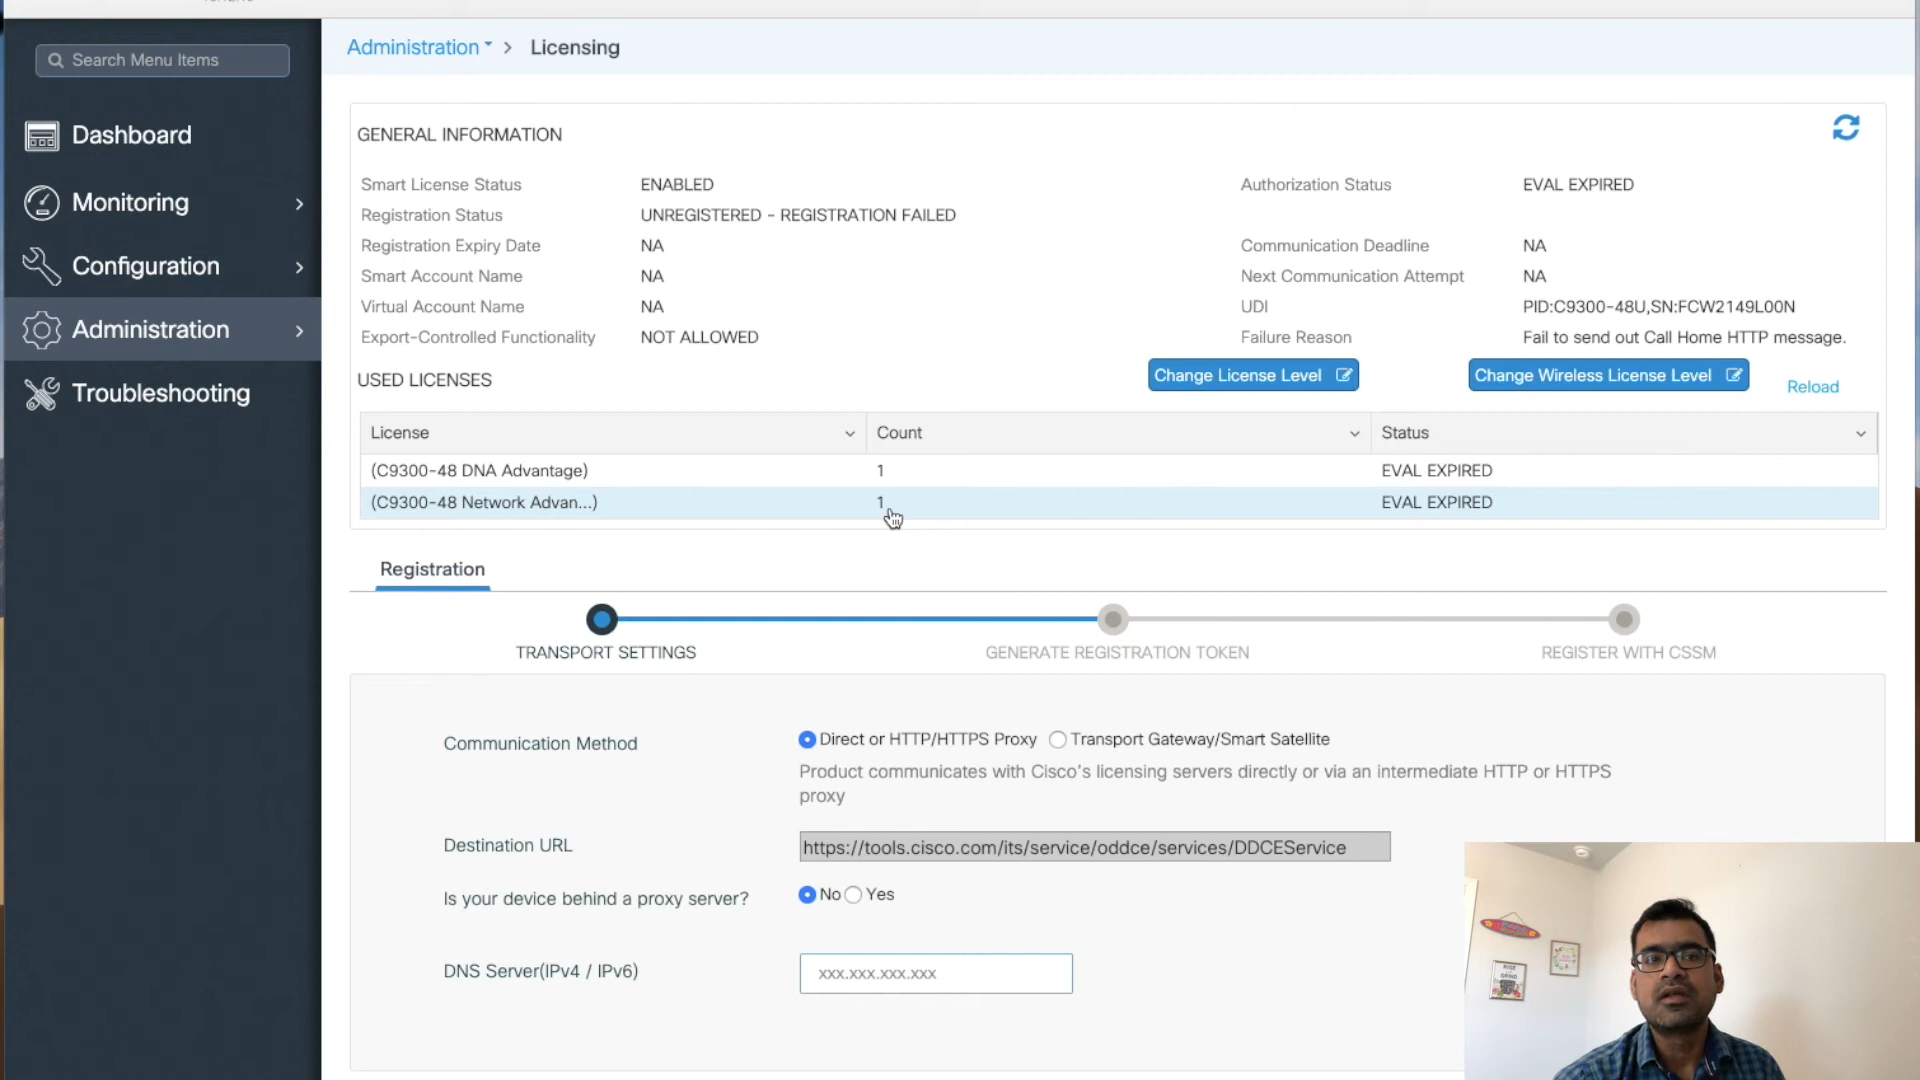 Search Menu Items
Administration > Licensing
Dashboard
Monitoring
Configuration
Administration
Troubleshooting
GENERAL INFORMATION
Smart License Status ENABLED Authorization Status EVAL EXPIRED
Registration Status UNREGISTERED - REGISTRATION FAILED
Registration Expiry Date NA Communication Deadline NA
Smart Account Name NA Next Communication Attempt NA
Virtual Account Name NA UDI PID:C9300-48U,SN:FCW2149L00N
Export-Controlled Functionality NOT ALLOWED Failure Reason Fail to send out Call Home HTTP message.
USED LICENSES Change License Level Change Wireless License Level Reload
License Count Status
(C9300-48 DNA Advantage) 1 EVAL EXPIRED
(C9300-48 Network Advan...) 1 EVAL EXPIRED
Registration
TRANSPORT SETTINGS GENERATE REGISTRATION TOKEN REGISTER WITH CSSM
Communication Method Direct or HTTP/HTTPS Proxy Transport Gateway/Smart Satellite
Product communicates with Cisco's licensing servers directly or via an intermediate HTTP or HTTPS
proxy
Destination URL https://tools.cisco.com/its/service/oddce/services/DDCEService
Is your device behind a proxy server? No Yes
DNS Server(IPv4 / IPv6) xxx.xxx.xxx.xxx